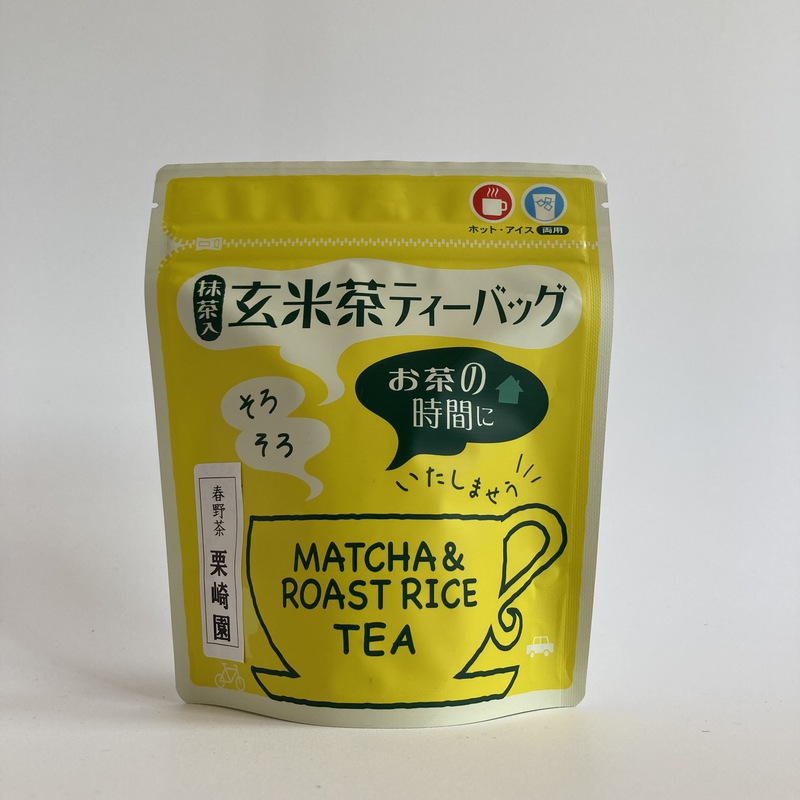 ホット・アイス 両用
抹茶入
玄米茶ティーバッグ
お茶の
時間に
そろ
そろ
いたしませう
春野茶 栗崎園
MATCHA &
ROAST RICE
TEA